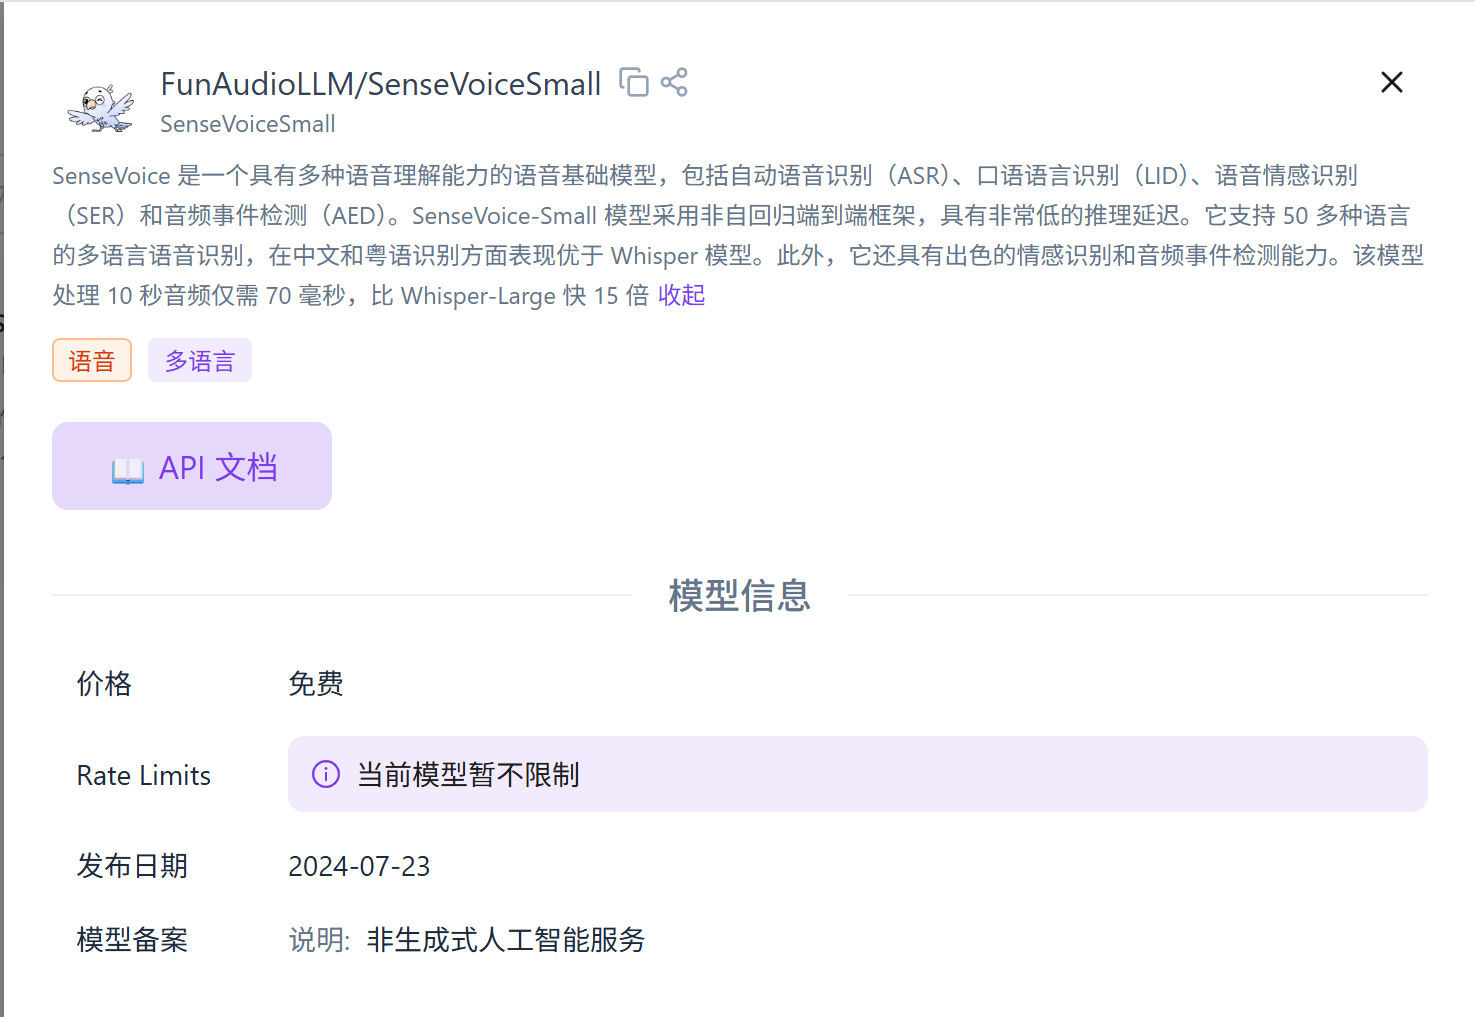 FunAudioLLM/SenseVoiceSmall
SenseVoiceSmall
SenseVoice 是一个具有多种语音理解能力的语音基础模型，包括自动语音识别（ASR）、口语语言识别（LID）、语音情感识别
（SER）和音频事件检测（AED）。SenseVoice-Small 模型采用非自回归端到端框架，具有非常低的推理延迟。它支持 50 多种语言
的多语言语音识别，在中文和粤语识别方面表现优于 Whisper 模型。此外，它还具有出色的情感识别和音频事件检测能力。该模型
处理 10 秒音频仅需 70 毫秒，比 Whisper-Large 快 15 倍 收起
语音 多语言
API 文档
模型信息
价格 免费
Rate Limits 当前模型暂不限制
发布日期 2024-07-23
模型备案 说明: 非生成式人工智能服务